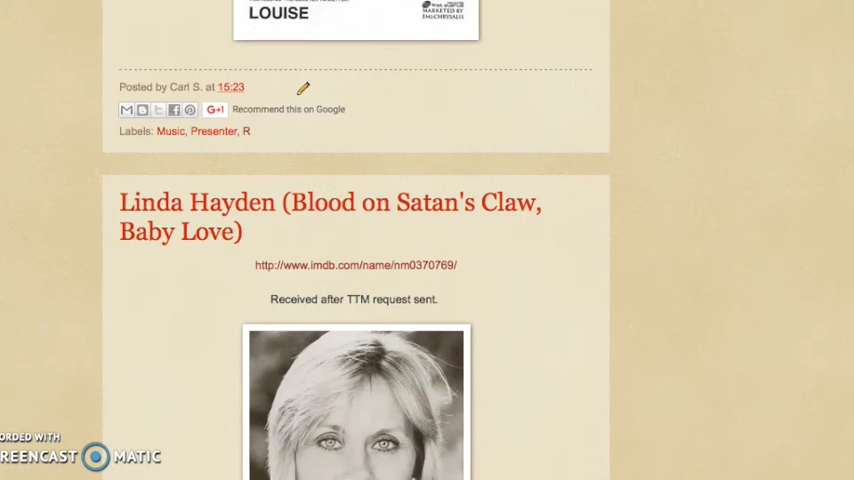 LOUISE
MARKETED BY
EMI-CHRYSALIS
Posted by Carl S. at 15:23
G+1 Recommend this on Google
Labels: Music, Presenter, R
Linda Hayden (Blood on Satan's Claw,
Baby Love)
http://www.imdb.com/name/nm0370769/
Received after TTM request sent.
ORDED WITH
REENCAST MATIC